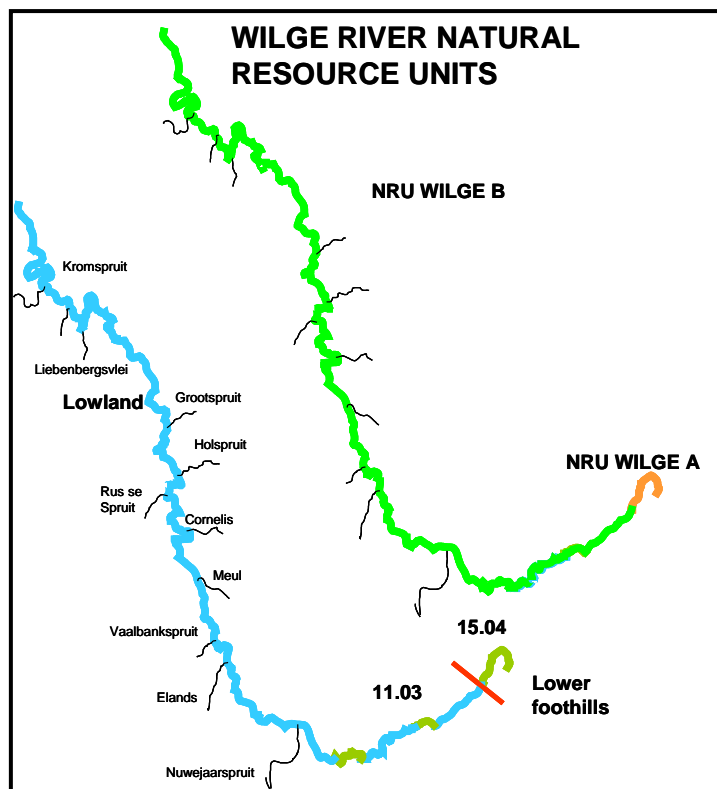 WILGE RIVER NATURAL
RESOURCE UNITS
NRU WILGE B
Kromspruit
Liebenbergsvlei
Lowland
Grootspruit
Holspruit
NRU WILGE A
Rus se
Spruit
Cornelis
Meul
15.04
Vaalbankspruit
Lower
foothills
11.03
Elands
Nuwejaarspruit